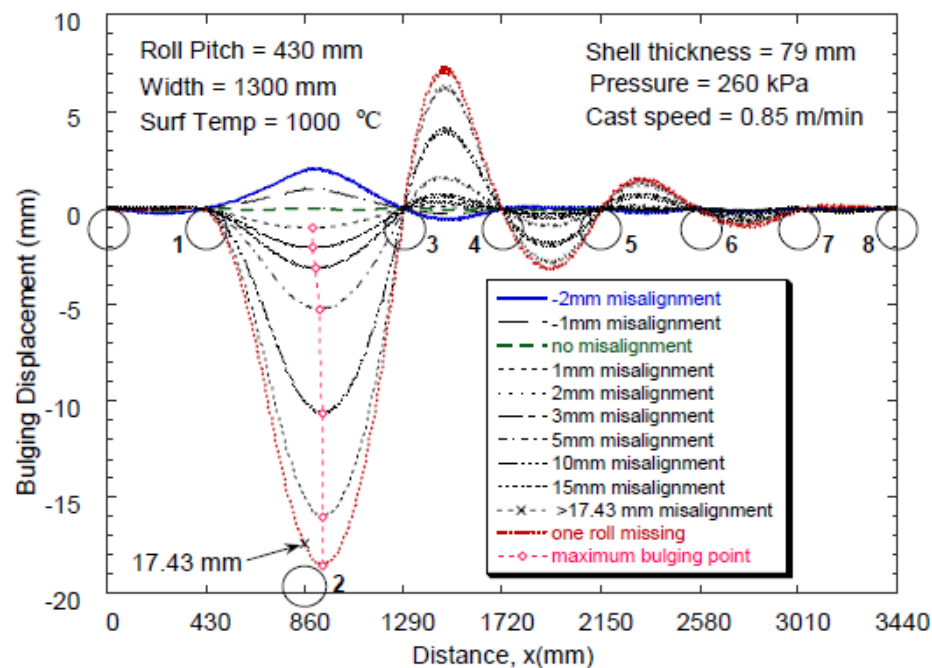 Roll Pitch = 430 mm
Width = 1300 mm
Surf Temp = 1000 ℃
Shell thickness = 79 mm
Pressure = 260 kPa
Cast speed = 0.85 m/min
10
5
0
-5
-10
-15
-20
Bulging Displacement (mm)
1
3
4
5
6
7
8
2
17.43 mm
-2mm misalignment
-1mm misalignment
no misalignment
1mm misalignment
2mm misalignment
3mm misalignment
5mm misalignment
10mm misalignment
15mm misalignment
>17.43 mm misalignment
one roll missing
maximum bulging point
0 430 860 1290 1720 2150 2580 3010 3440
Distance, x(mm)